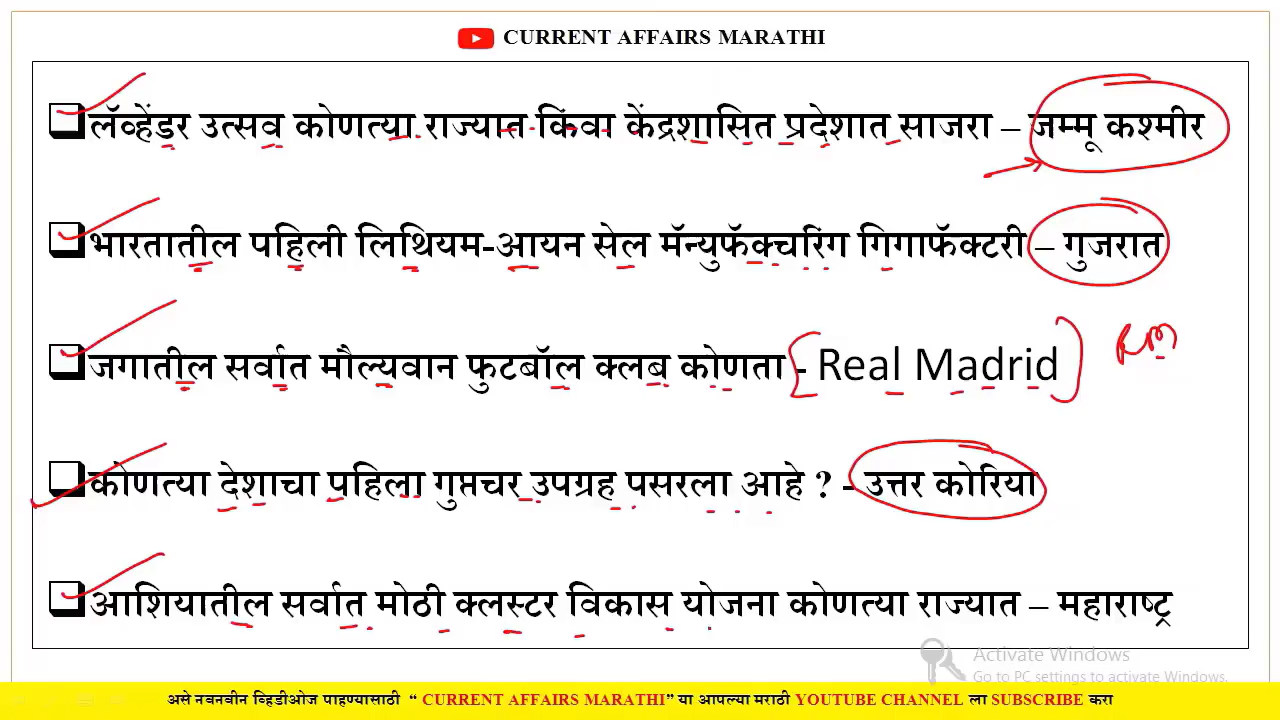 CURRENT AFFAIRS MARATHI
लॅव्हेंडर उत्सव कोणत्या राज्यात किंवा केंद्रशासित प्रदेशात साजरा – जम्मू कश्मीर
भारतातील पहिली लिथियम-आयन सेल मॅन्युफॅक्चरिंग गिगाफॅक्टरी – गुजरात
जगातील सर्वात मौल्यवान फुटबॉल क्लब कोणता - Real Madrid RM
कोणत्या देशाचा पहिला गुप्तचर उपग्रह पसरला आहे ? - उत्तर कोरिया
आशियातील सर्वात मोठी क्लस्टर विकास योजना कोणत्या राज्यात – महाराष्ट्र
Activate Windows
Go to PC settings to activate Windows.
असे नवनवीन व्हिडीओज पाहण्यासाठी “ CURRENT AFFAIRS MARATHI” या आपल्या मराठी YOUTUBE CHANNEL ला SUBSCRIBE करा